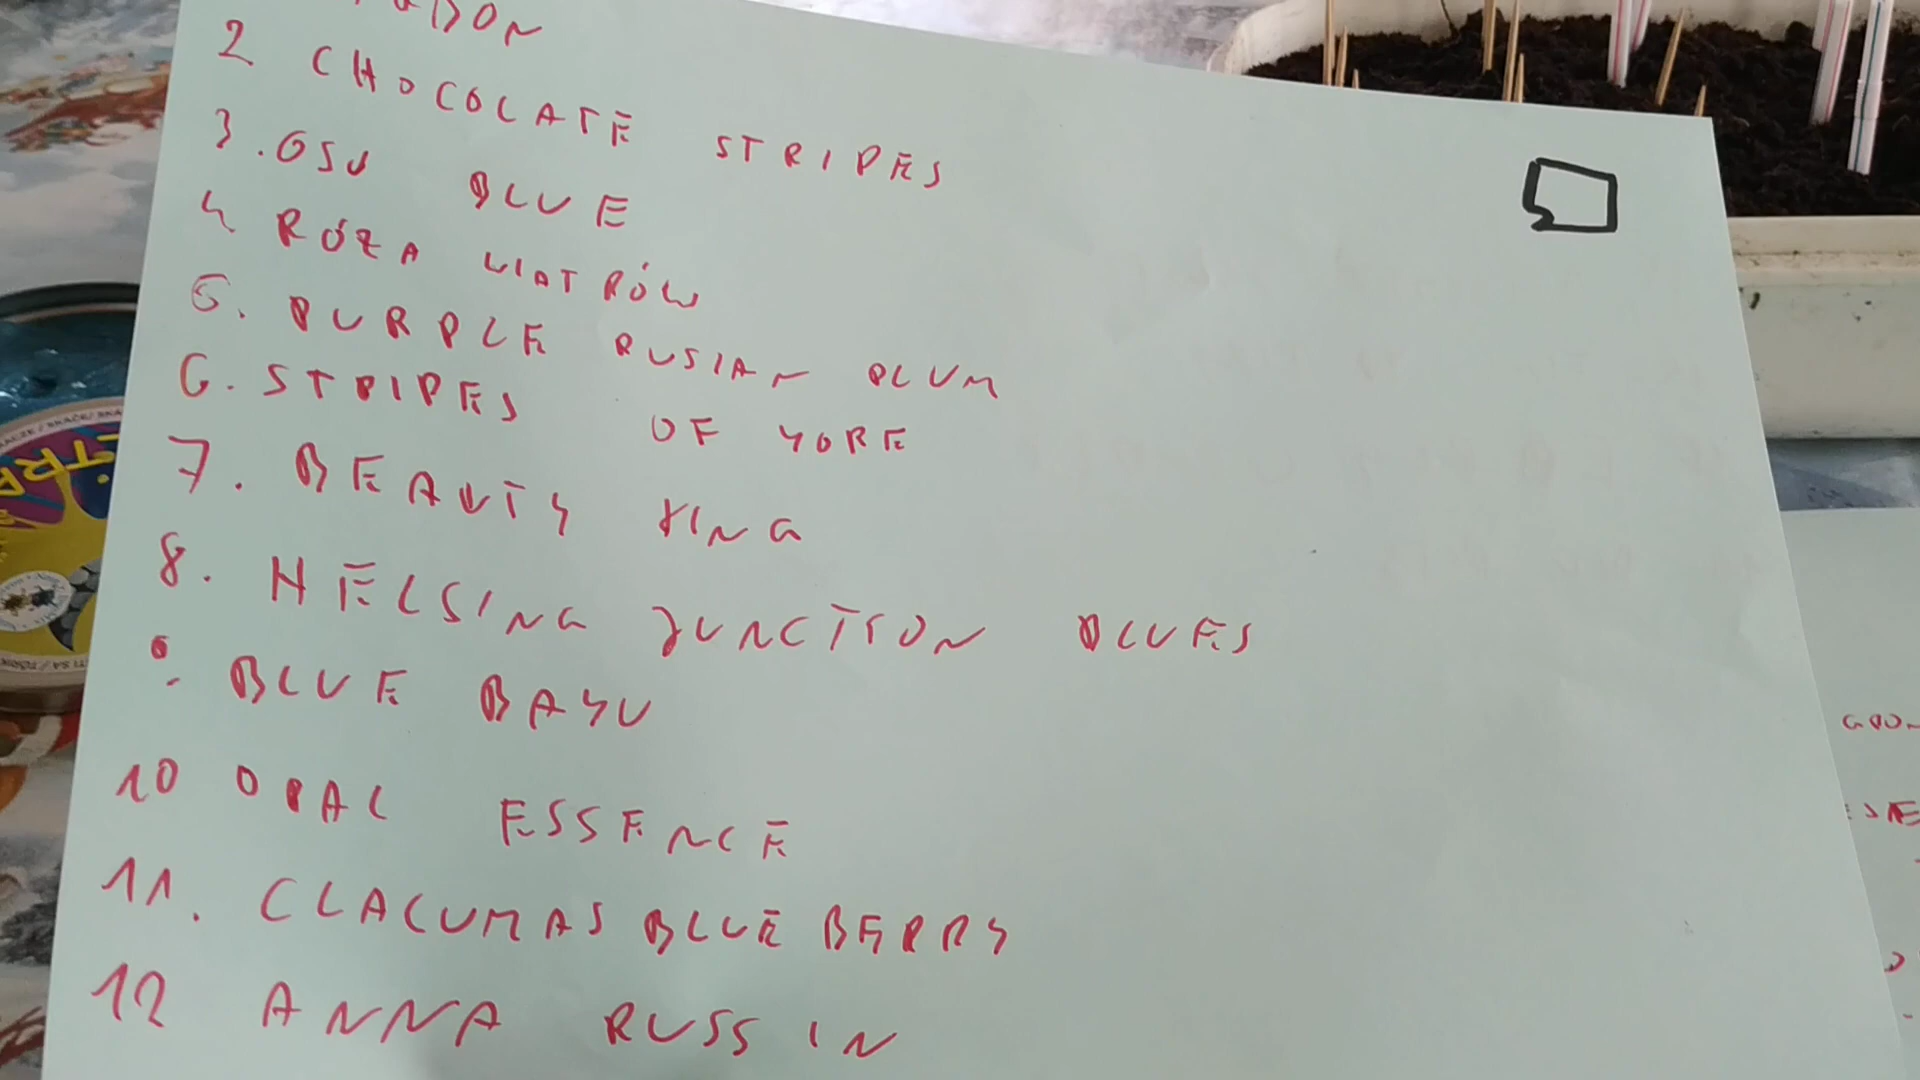 2 CHOCOLATE STRIPES
3. OSU BLUE
4 RÓŻA WIATRÓW
5. PURPLE RUSIAN PLUM
6. STRIPES OF YORE
7. BEAUTY KING
8. HELSING JUNCTION BLUES
9. BLUE BAYU
10 OPAL ESSENCE
11. CLACUMAS BLUE BERRY
12 ANNA RUSSIN